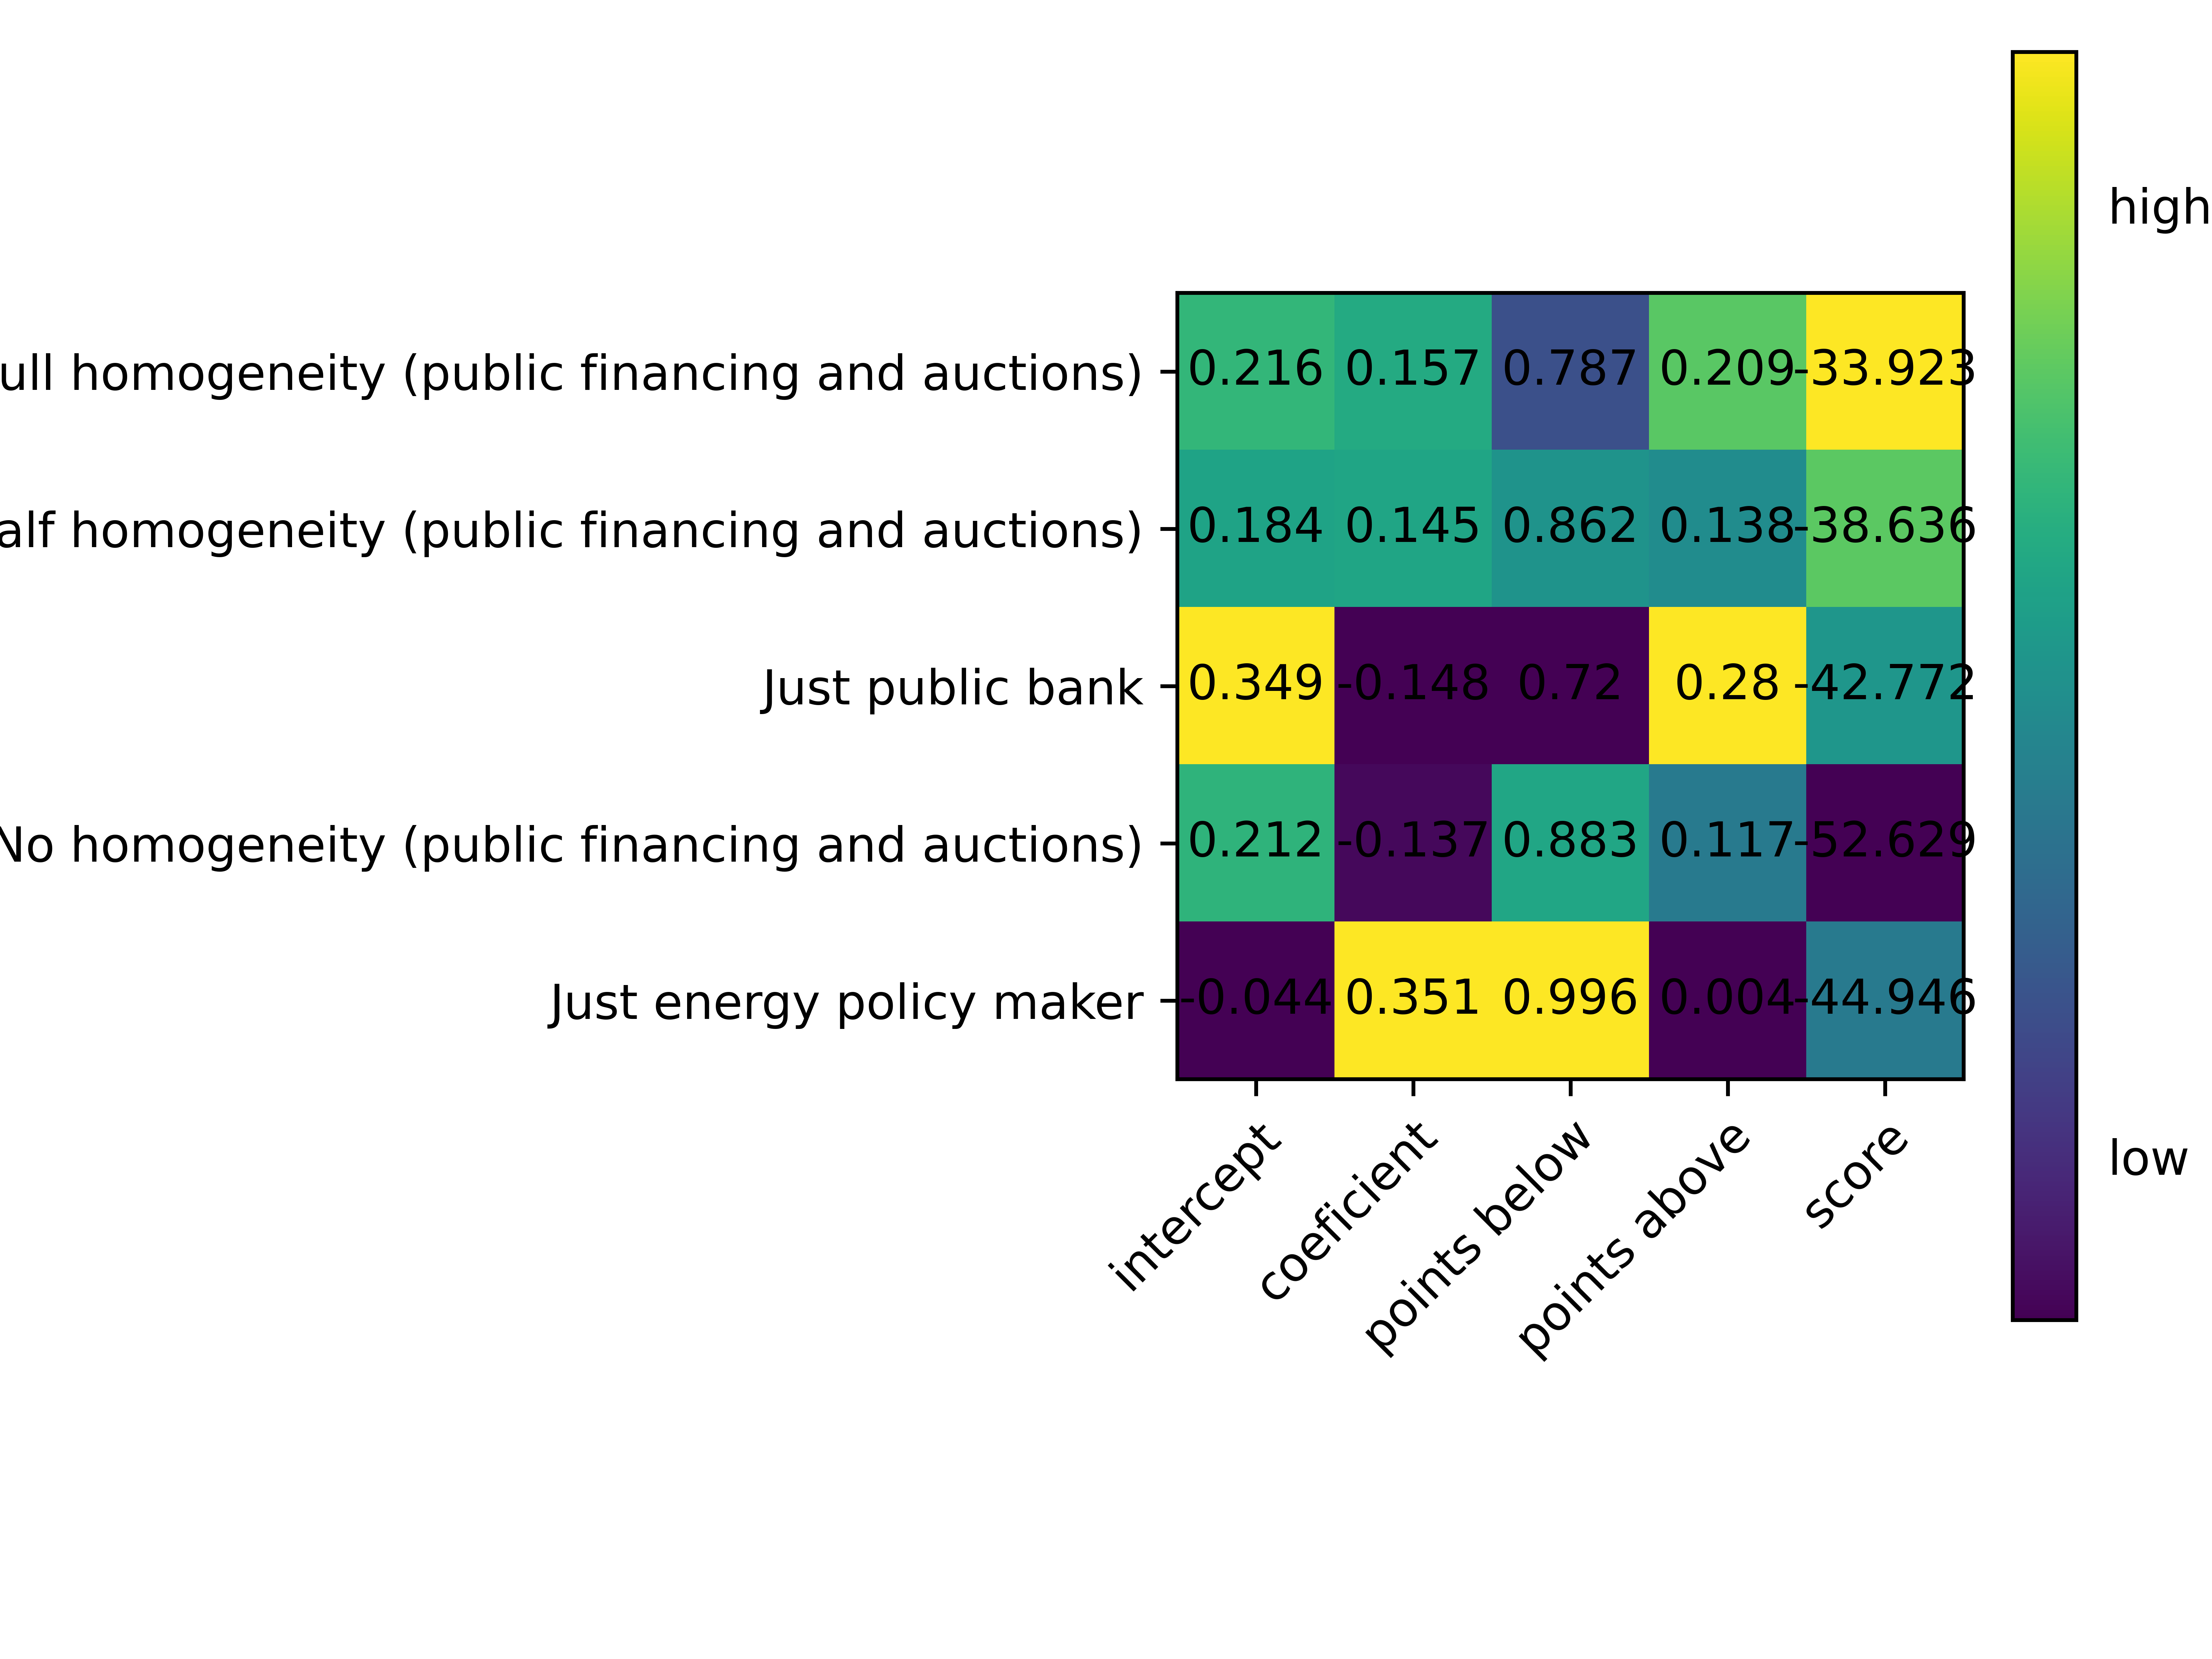 high
ull homogeneity (public financing and auctions) 0.216 0.157 0.787 0.209 -33.923
alf homogeneity (public financing and auctions) 0.184 0.145 0.862 0.138 -38.636
Just public bank 0.349 -0.148 0.72 0.28 -42.772
No homogeneity (public financing and auctions) 0.212 -0.137 0.883 0.117 -52.629
Just energy policy maker -0.044 0.351 0.996 0.004 -44.946
low
intercept coeficient points below points above score